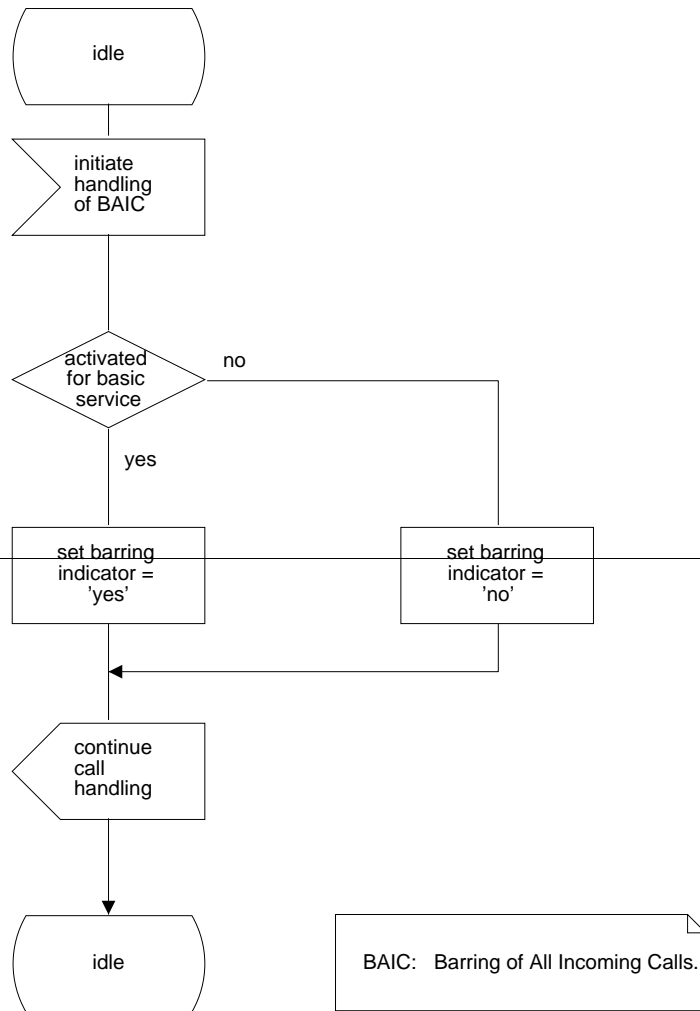 idle
initiate
handling
of BAIC
activated
for basic
service
no
yes
set barring
indicator =
'yes'
set barring
indicator =
'no'
continue
call
handling
idle
BAIC: Barring of All Incoming Calls.